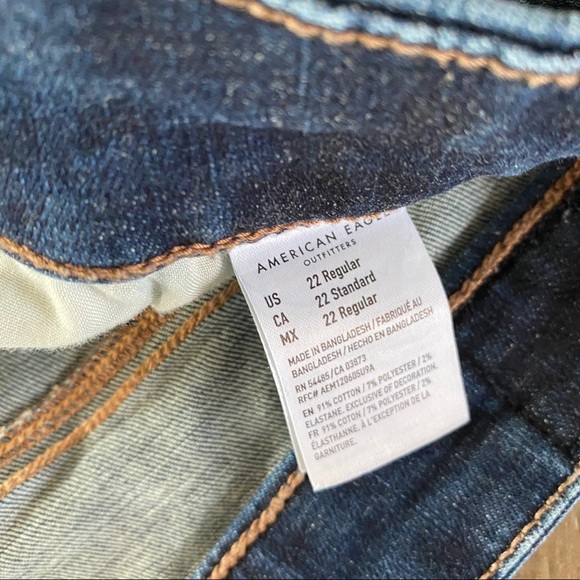 AMERICAN EAGLE
OUTFITTERS
US 22 Regular
CA 22 Standard
MX 22 Regular
MADE IN BANGLADESH / FABRIQUÉ AU
BANGLADESH / HECHO EN BANGLADESH
RN 54485 / CA 03873
RFC# AEM120605U9A
EN 91% COTTON / 7% POLYESTER / 2%
ELASTANE. EXCLUSIVE OF DECORATION.
FR 91% COTON / 7% POLYESTER / 2%
ÉLASTHANNE. À L'EXCEPTION DE LA
GARNITURE.